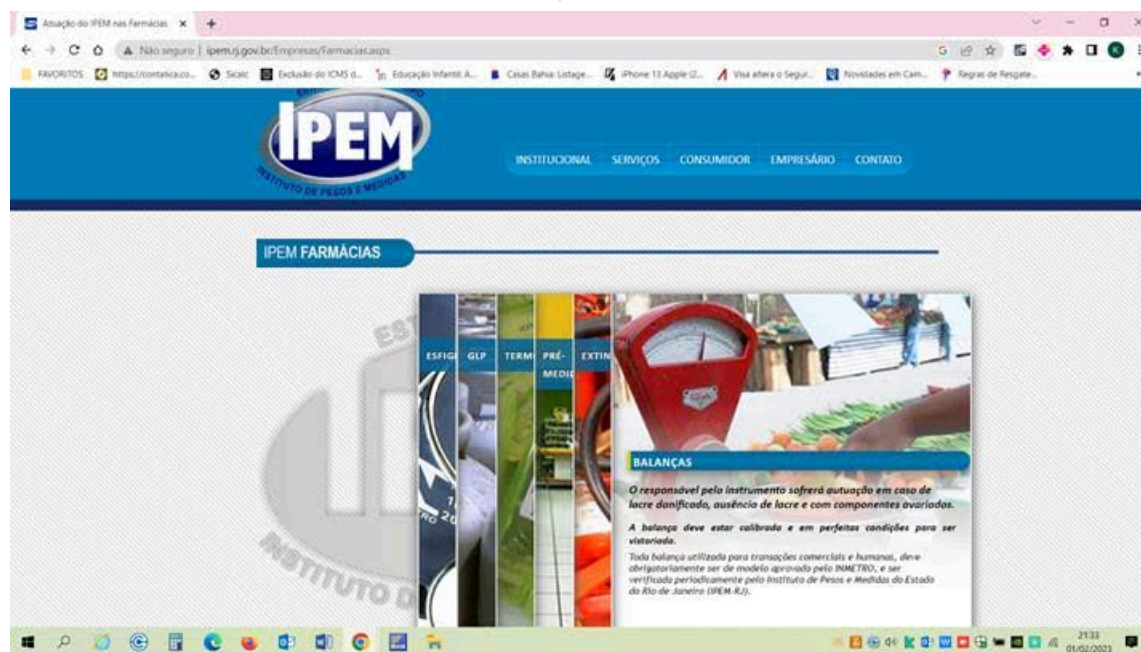 Atuação do IPEM nas Farmácias
Não seguro | ipem.rj.gov.br/Empresas/Farmacias.aspx
FAVORITOS https://contatica.co... Sicalc Exclusão do ICMS d... Educação Infantil: A... Casas Bahia: Listage... iPhone 13 Apple (2... Visa altera o Segur... Novidades em Cam... Regras de Resgate...
IPEM
INSTITUTO DE PESOS E MEDIDAS
INSTITUCIONAL SERVIÇOS CONSUMIDOR EMPRESÁRIO CONTATO
IPEM FARMÁCIAS
ESFIG GLP TERM PRÉ- EXTIN
MEDID
BALANÇAS
O responsável pelo instrumento sofrerá autuação em caso de
lacre danificado, ausência de lacre e com componentes avariados.
A balança deve estar calibrada e em perfeitas condições para ser
vistoriada.
Toda balança utilizada para transações comerciais e humanas, deve
obrigatoriamente ser de modelo aprovado pelo INMETRO, e ser
verificada periodicamente pelo Instituto de Pesos e Medidas do Estado
do Rio de Janeiro (IPEM-RJ).
INSTITUTO D
21:33
01/02/2023